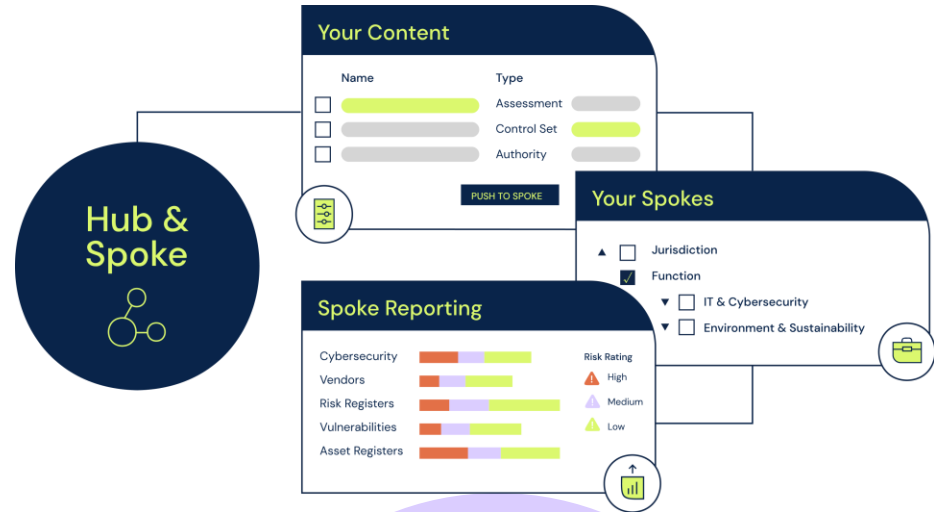 Hub &
Spoke
Your Content
Name Type
Assessment
Control Set
Authority
PUSH TO SPOKE
Your Spokes
Jurisdiction
Function
IT & Cybersecurity
Environment & Sustainability
Spoke Reporting
Cybersecurity
Vendors
Risk Registers
Vulnerabilities
Asset Registers
Risk Rating
High
Medium
Low